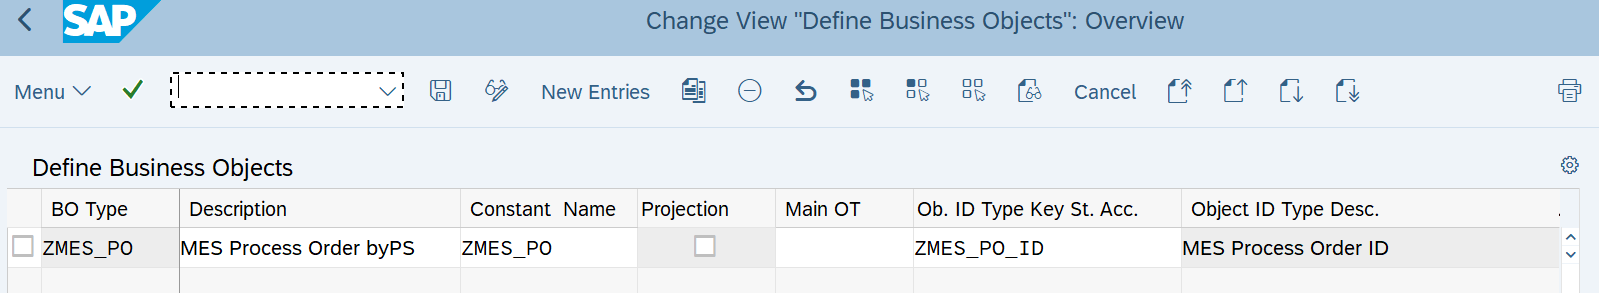 SAP Change View "Define Business Objects": Overview
Menu New Entries Cancel
Define Business Objects
BO Type Description Constant Name Projection Main OT Ob. ID Type Key St. Acc. Object ID Type Desc. .
ZMES_PO MES Process Order byPS ZMES_PO ZMES_PO_ID MES Process Order ID